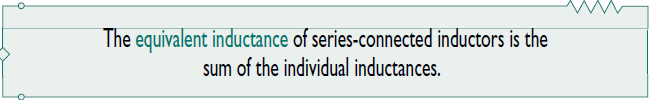 The equivalent inductance of series-connected inductors is the
sum of the individual inductances.